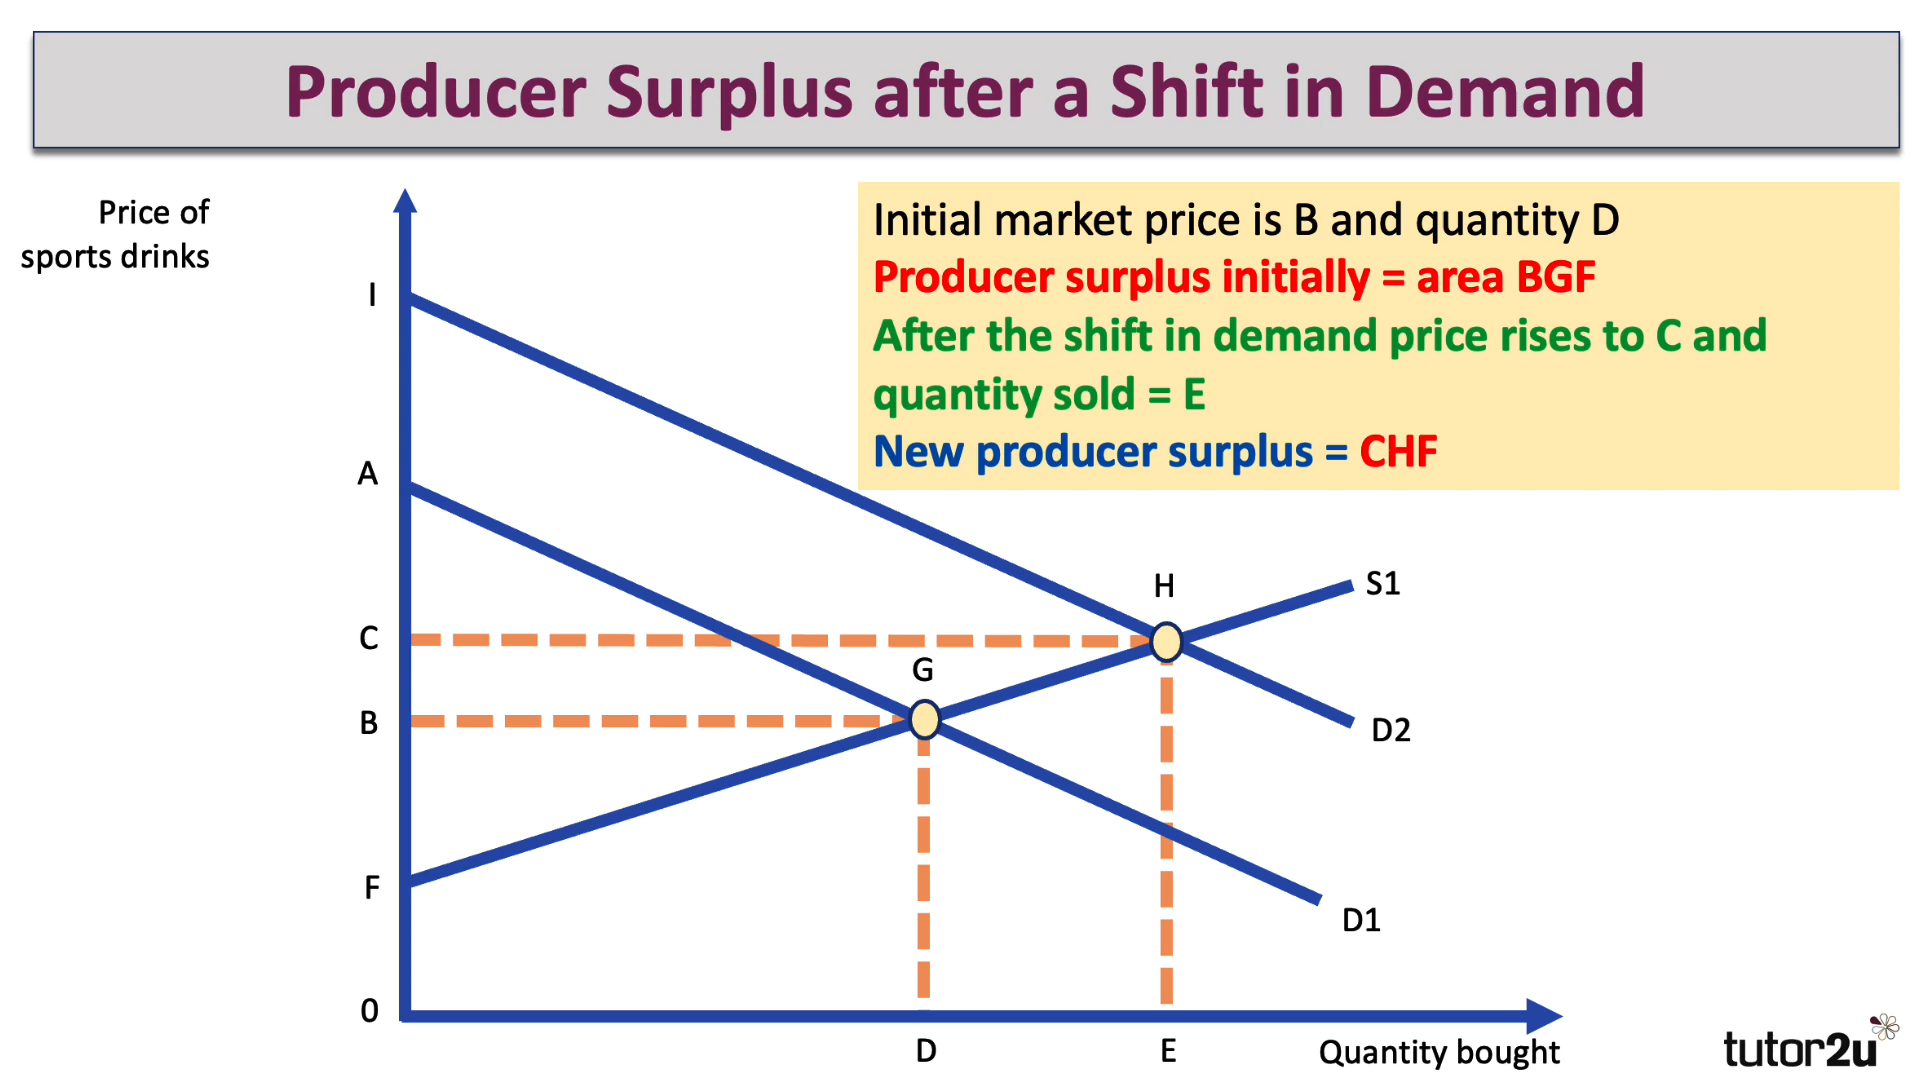 Producer Surplus after a Shift in Demand
Price of
sports drinks
Initial market price is B and quantity D
Producer surplus initially = area BGF
After the shift in demand price rises to C and
quantity sold = E
New producer surplus = CHF
I
A
C
B
F
0
G
H
S1
D2
D1
D
E
Quantity bought
tutor2u